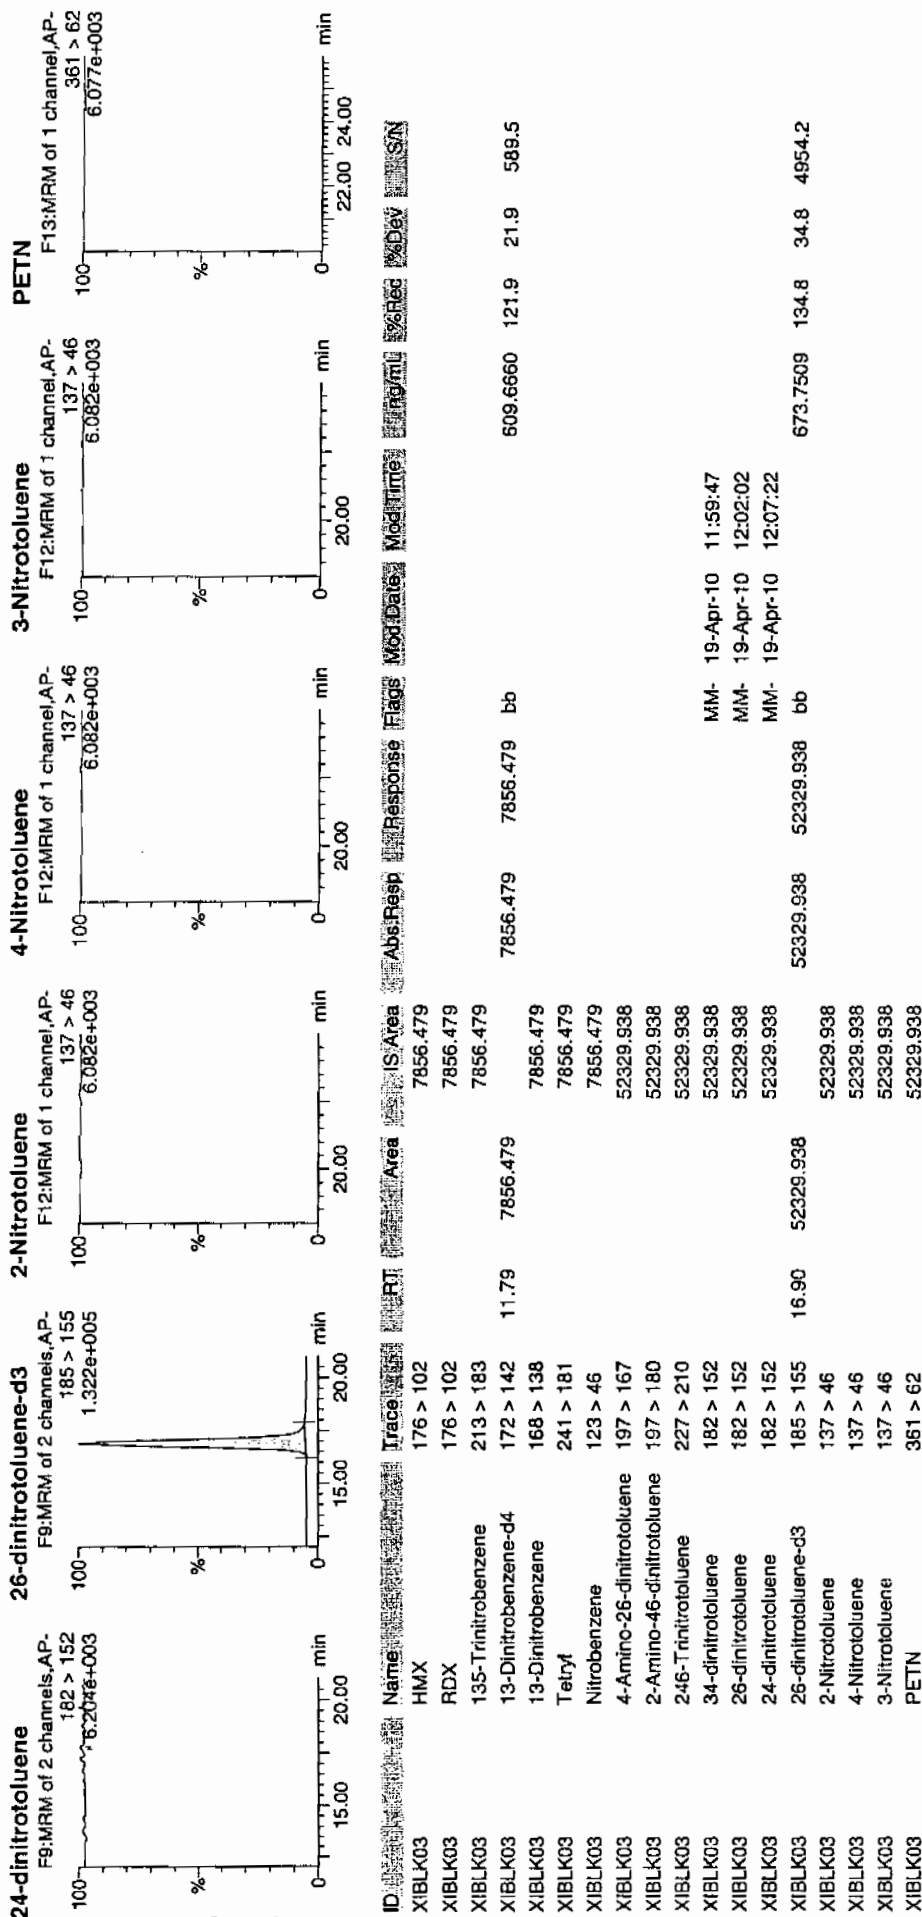 24-dinitrotoluene
F9:MRM of 2 channels,AP-
182 > 152
6.204e+003
100
%
0
15.00 20.00 min
26-dinitrotoluene-d3
F9:MRM of 2 channels,AP-
185 > 155
1.322e+005
100
%
0
15.00 20.00 min
2-Nitrotoluene
F12:MRM of 1 channel,AP-
137 > 46
6.082e+003
100
%
0
20.00 min
4-Nitrotoluene
F12:MRM of 1 channel,AP-
137 > 46
6.082e+003
100
%
0
20.00 min
3-Nitrotoluene
F12:MRM of 1 channel,AP-
137 > 46
6.082e+003
100
%
0
20.00 min
PETN
F13:MRM of 1 channel,AP-
361 > 62
6.077e+003
100
%
0
22.00 24.00 min
ID Name Trace RT Area IS Area Abs.Resp Response Flags Mod.Date Mod.Time ng/mL %Rec %Dev S/N
XIBLK03 HMX 176 > 102 7856.479
XIBLK03 RDX 176 > 102 7856.479
XIBLK03 135-Trinitrobenzene 213 > 183 7856.479
XIBLK03 13-Dinitrobenzene-d4 172 > 142 11.79 7856.479 7856.479 7856.479 bb 609.6660 121.9 21.9 589.5
XIBLK03 13-Dinitrobenzene 168 > 138 7856.479
XIBLK03 Tetryl 241 > 181 7856.479
XIBLK03 Nitrobenzene 123 > 46 7856.479
XIBLK03 4-Amino-26-dinitrotoluene 197 > 167 52329.938
XIBLK03 2-Amino-46-dinitrotoluene 197 > 180 52329.938
XIBLK03 246-Trinitrotoluene 227 > 210 52329.938
XIBLK03 34-dinitrotoluene 182 > 152 52329.938 MM- 19-Apr-10 11:59:47
XIBLK03 26-dinitrotoluene 182 > 152 52329.938 MM- 19-Apr-10 12:02:02
XIBLK03 24-dinitrotoluene 182 > 152 52329.938 MM- 19-Apr-10 12:07:22
XIBLK03 26-dinitrotoluene-d3 185 > 155 16.90 52329.938 52329.938 52329.938 bb 673.7509 134.8 34.8 4954.2
XIBLK03 2-Nitrotoluene 137 > 46 52329.938
XIBLK03 4-Nitrotoluene 137 > 46 52329.938
XIBLK03 3-Nitrotoluene 137 > 46 52329.938
XIBLK03 PETN 361 > 62 52329.938